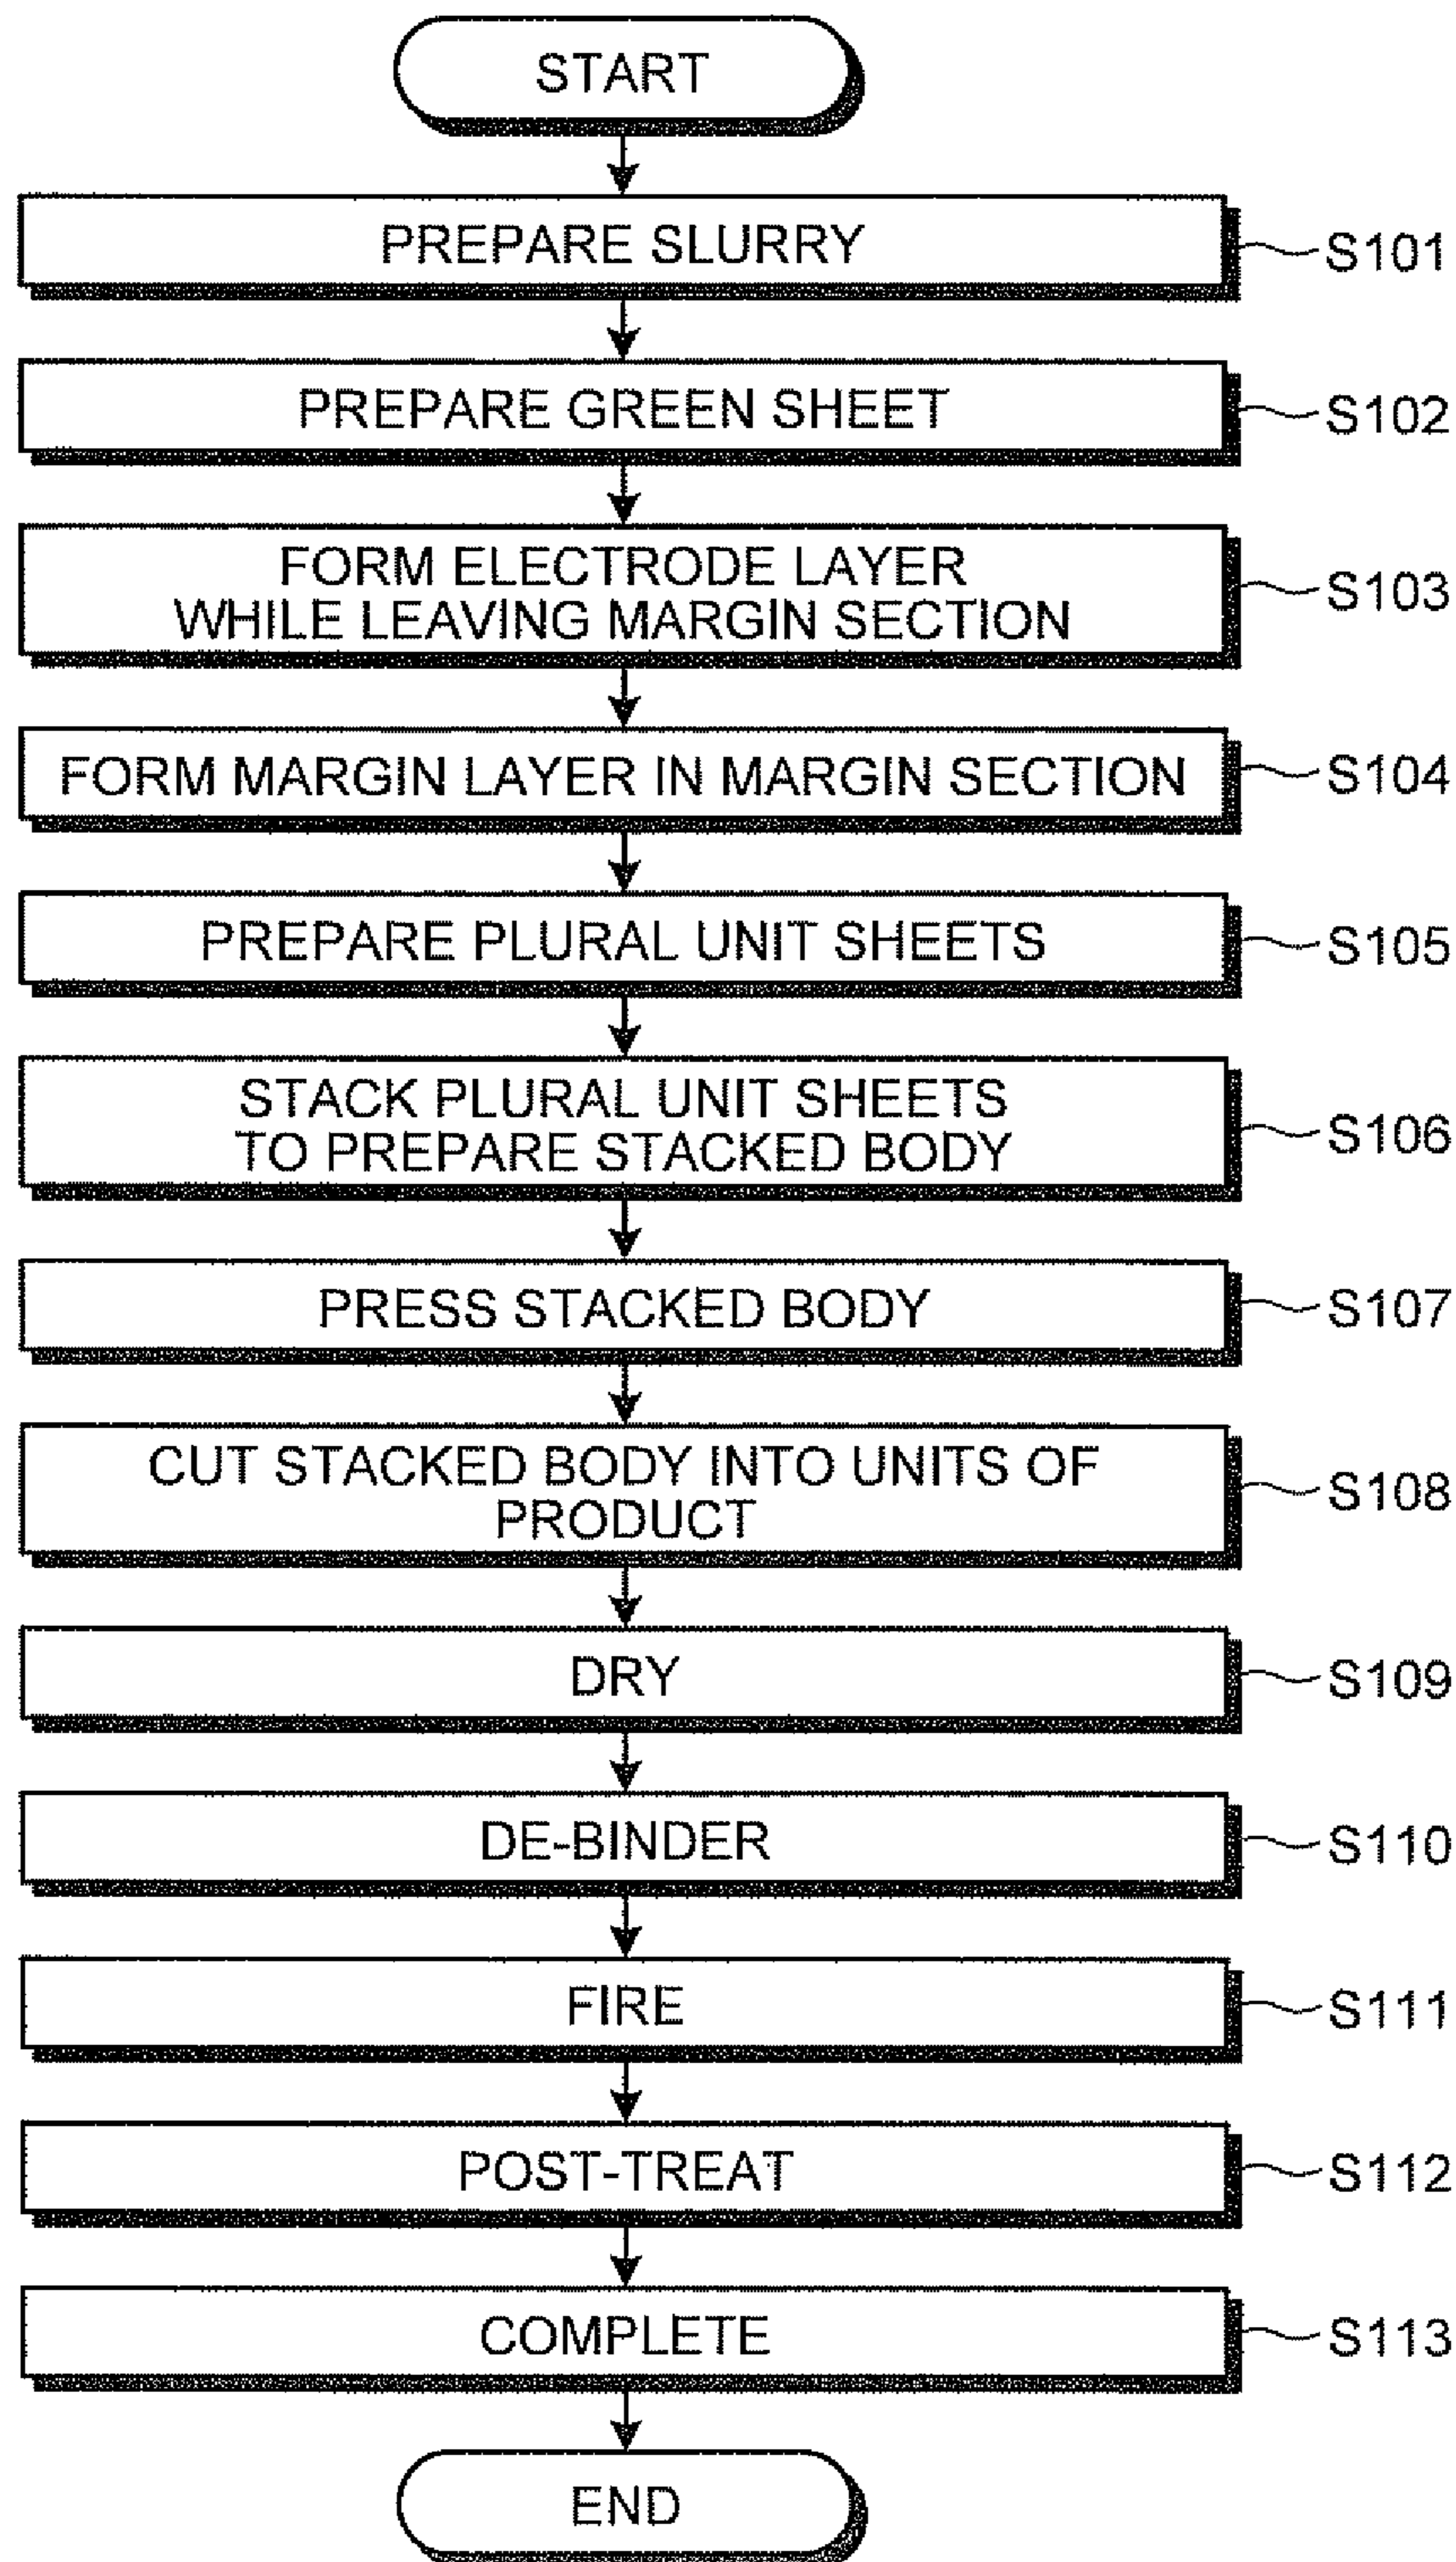 START
PREPARE SLURRY
S101
PREPARE GREEN SHEET
S102
FORM ELECTRODE LAYER
WHILE LEAVING MARGIN SECTION
S103
FORM MARGIN LAYER IN MARGIN SECTION
S104
PREPARE PLURAL UNIT SHEETS
S105
STACK PLURAL UNIT SHEETS
TO PREPARE STACKED BODY
S106
PRESS STACKED BODY
S107
CUT STACKED BODY INTO UNITS OF
PRODUCT
S108
DRY
S109
DE-BINDER
S110
FIRE
S111
POST-TREAT
S112
COMPLETE
S113
END